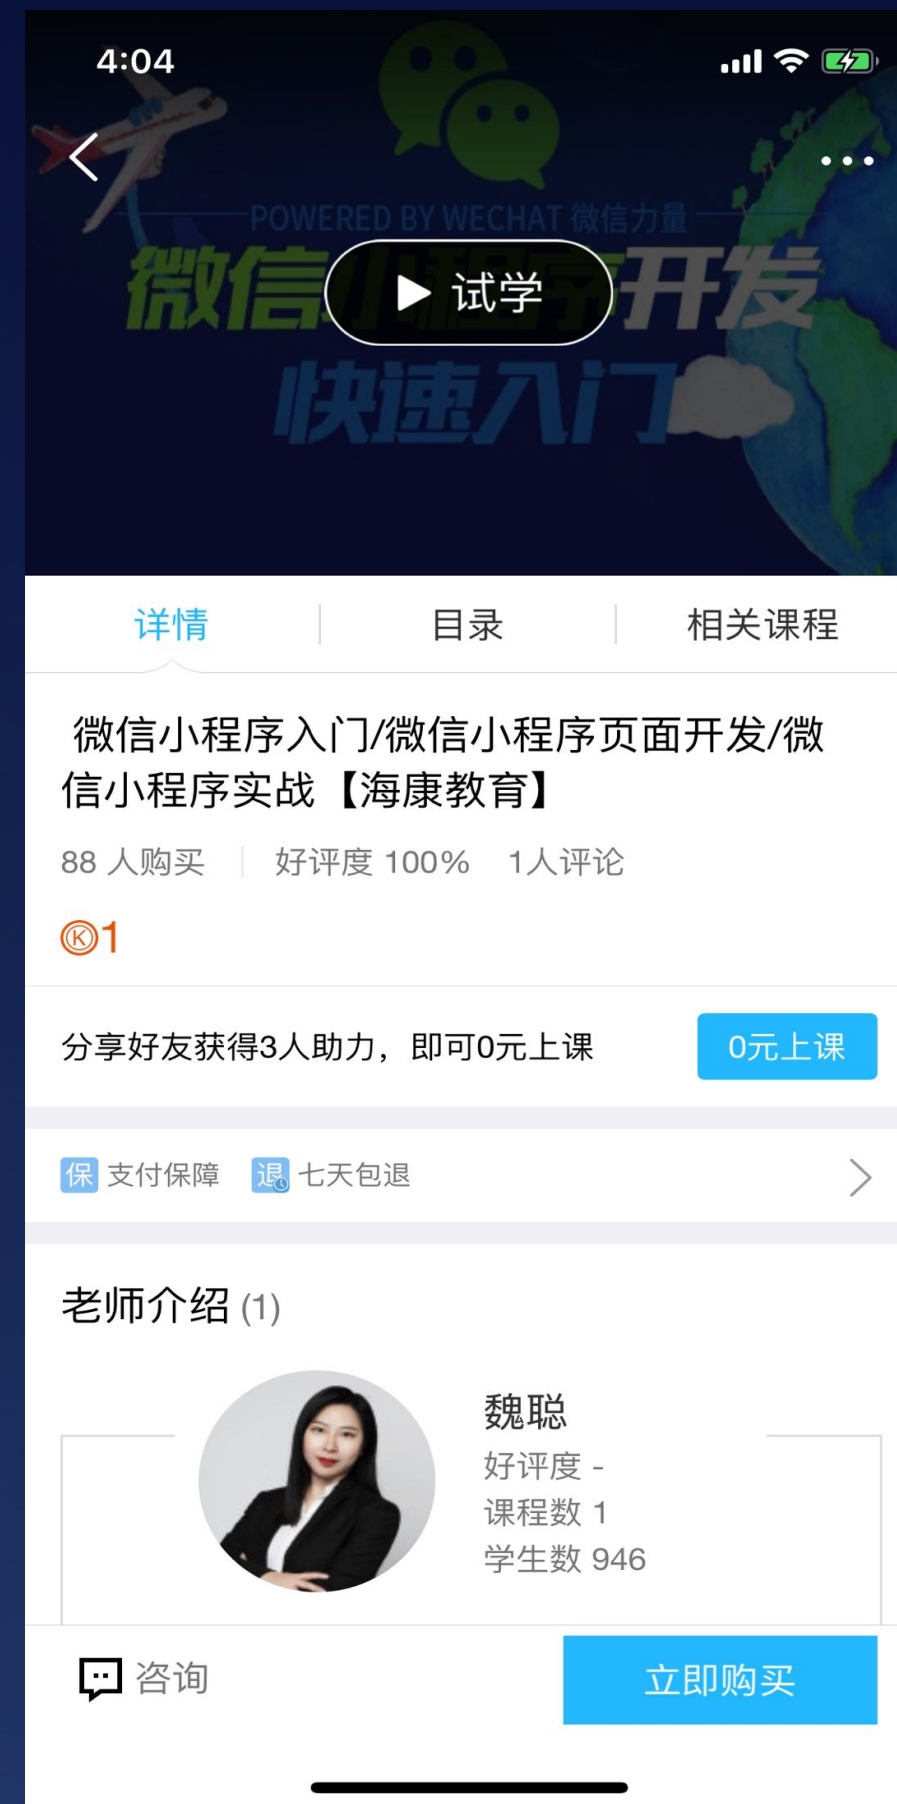 4:04
POWERED BY WECHAT 微信力量
微信小程序开发
试学
快速入门
详情
目录
相关课程
微信小程序入门/微信小程序页面开发/微
信小程序实战【海康教育】
88 人购买
好评度 100%
1人评论
Ⓚ1
分享好友获得3人助力，即可0元上课
0元上课
保 支付保障
退 七天包退
老师介绍 (1)
魏聪
好评度 -
课程数 1
学生数 946
咨询
立即购买